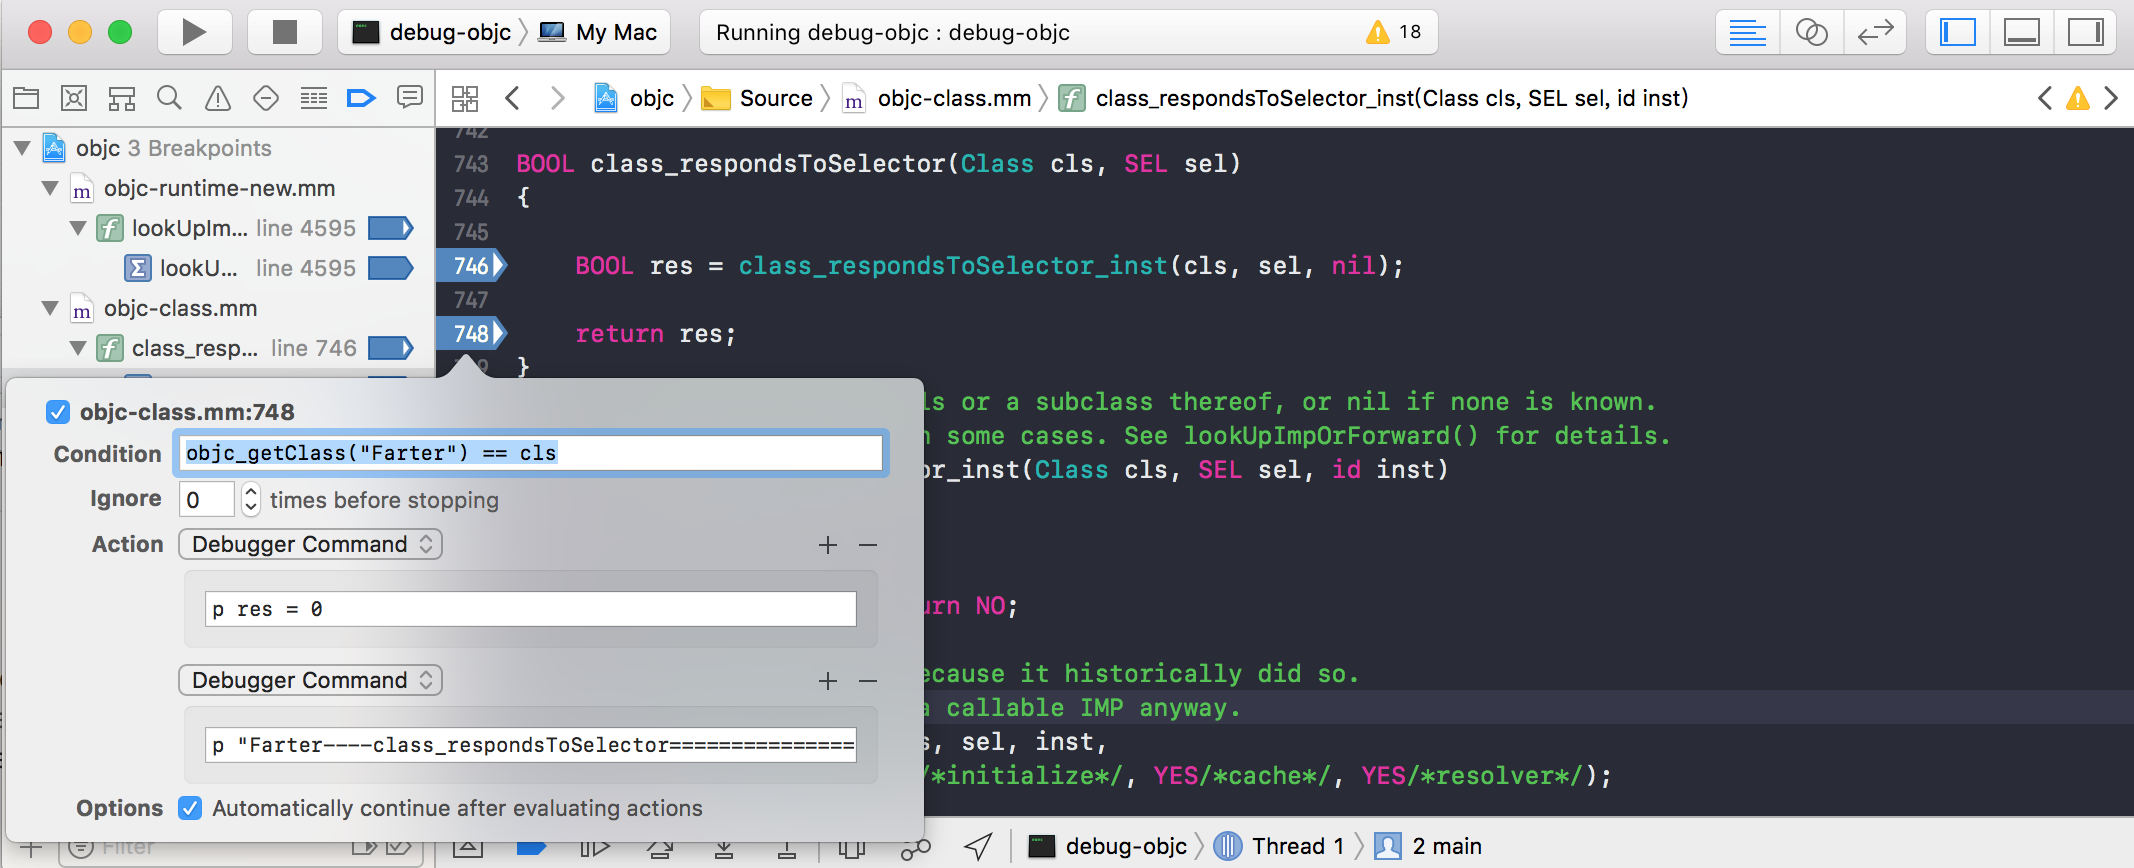 debug-objc My Mac Running debug-objc : debug-objc 18
objc Source objc-class.mm class_respondsToSelector_inst(Class cls, SEL sel, id inst)
objc 3 Breakpoints
objc-runtime-new.mm
lookUpIm... line 4595
lookU... line 4595
objc-class.mm
class_resp... line 746
742
743 BOOL class_respondsToSelector(Class cls, SEL sel)
744 {
745
746 BOOL res = class_respondsToSelector_inst(cls, sel, nil);
747
748 return res;
}
ls or a subclass thereof, or nil if none is known.
n some cases. See lookUpImpOrForward() for details.
or_inst(Class cls, SEL sel, id inst)
urn NO;
ecause it historically did so.
a callable IMP anyway.
s, sel, inst,
/*initialize*/, YES/*cache*/, YES/*resolver*/);
objc-class.mm:748
Condition objc_getClass("Farter") == cls
Ignore 0 times before stopping
Action Debugger Command
p res = 0
Debugger Command
p "Farter----class_respondsToSelector===============
Options Automatically continue after evaluating actions
Filter
debug-objc Thread 1 2 main